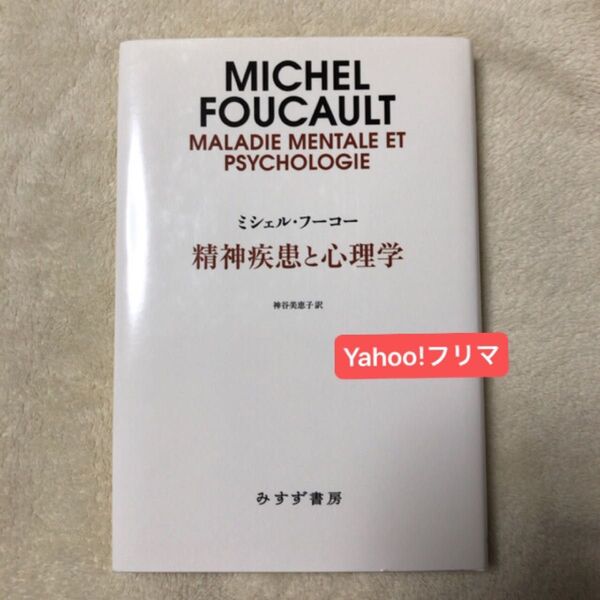 MICHEL
FOUCAULT
MALADIE MENTALE ET
PSYCHOLOGIE
ミシェル・フーコー
精神疾患と心理学
神谷美恵子訳
Yahoo!フリマ
みすず書房